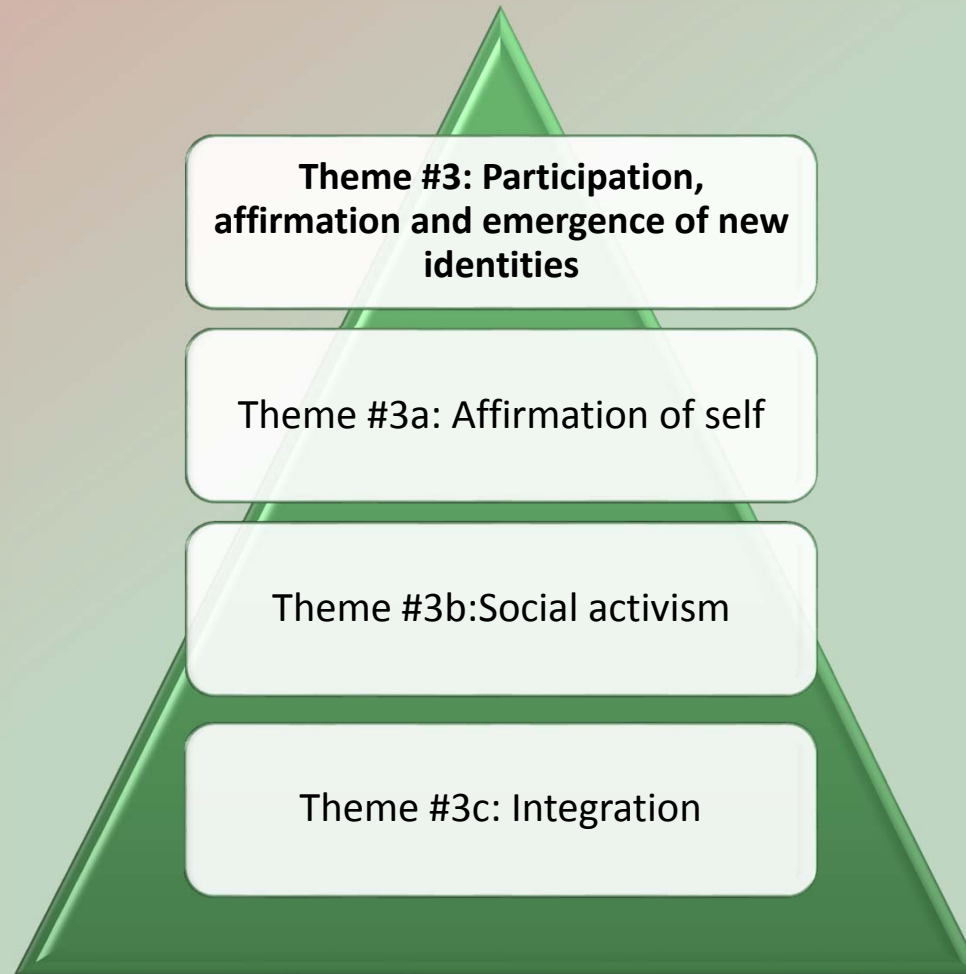 Theme #3: Participation,
affirmation and emergence of new
identities
Theme #3a: Affirmation of self
Theme #3b:Social activism
Theme #3c: Integration